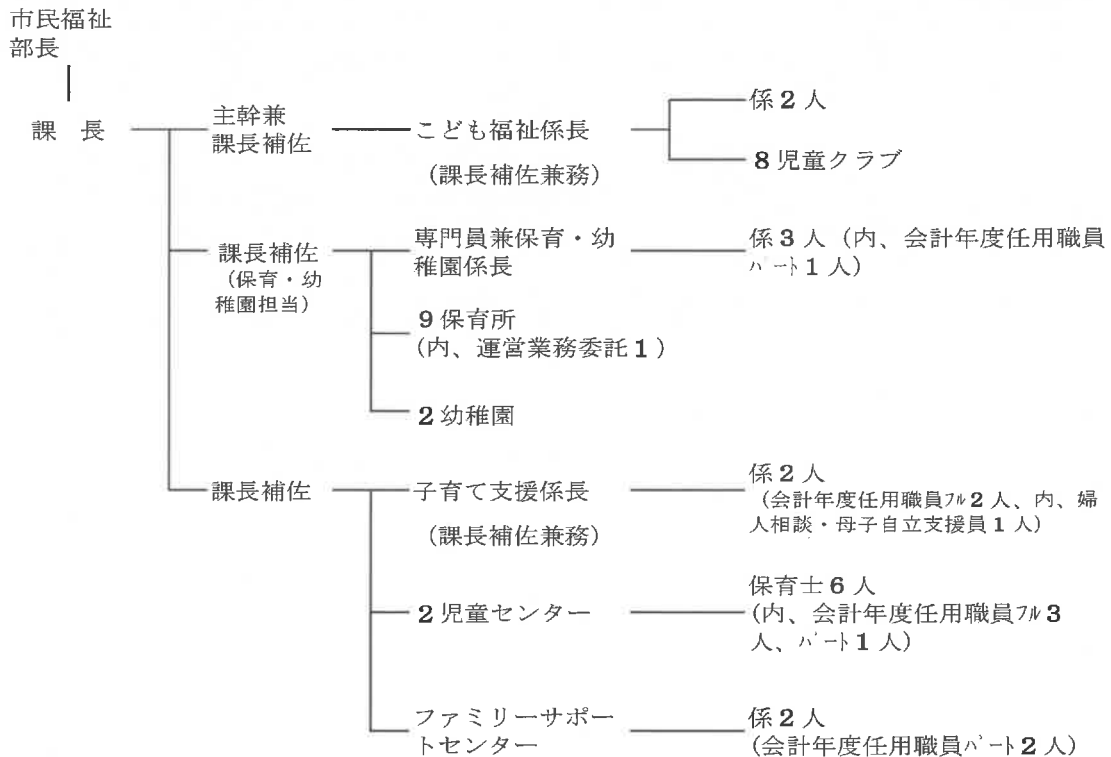 市民福祉
部長
課　長
主幹兼
課長補佐
こども福祉係長
(課長補佐兼務)
係 2 人
8 児童クラブ
課長補佐
(保育・幼
稚園担当)
専門員兼保育・幼
稚園係長
係 3 人 (内、会計年度任用職員
ﾊﾟｰﾄ 1 人)
9 保育所
(内、運営業務委託 1 )
2 幼稚園
課長補佐
子育て支援係長
(課長補佐兼務)
係 2 人
(会計年度任用職員ﾌﾙ 2 人、内、婦
人相談・母子自立支援員 1 人)
2 児童センター
保育士 6 人
(内、会計年度任用職員ﾌﾙ 3
人、ﾊﾟｰﾄ 1 人)
ファミリーサポー
トセンター
係 2 人
(会計年度任用職員ﾊﾟｰﾄ 2 人)